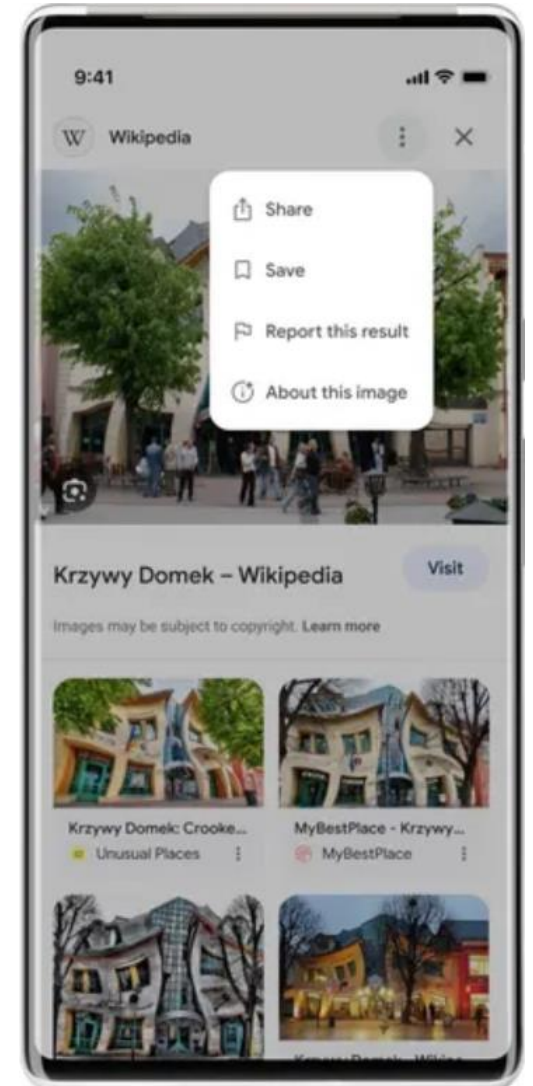 9:41
W Wikipedia
Share
Save
Report this result
About this image
Krzywy Domek – Wikipedia
Visit
Images may be subject to copyright. Learn more
Krzywy Domek: Crooke...
MyBestPlace - Krzywy...
Unusual Places
MyBestPlace